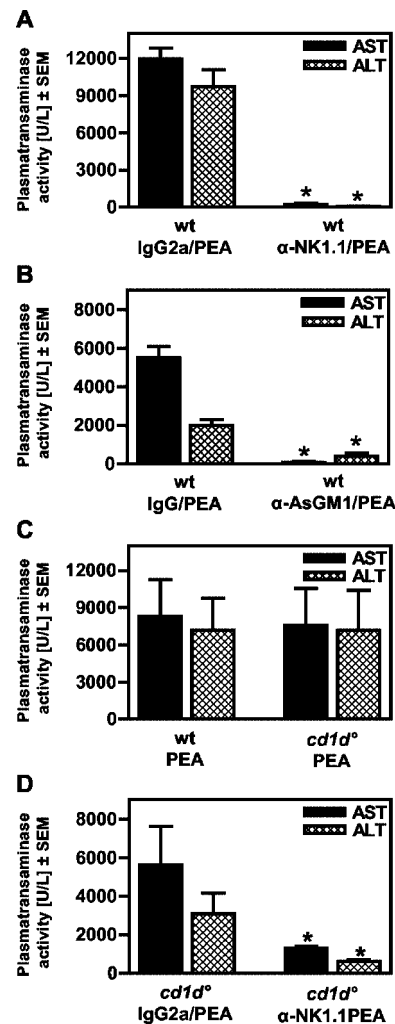 A
Plasmatransaminase
activity [U/L] ± SEM
12000
9000
6000
3000
0
AST
ALT
* *
wt wt
IgG2a/PEA α-NK1.1/PEA
B
Plasmatransaminase
activity [U/L] ± SEM
8000
6000
4000
2000
0
AST
ALT
* *
wt wt
IgG/PEA α-AsGM1/PEA
C
Plasmatransaminase
activity [U/L] ± SEM
12000
9000
6000
3000
0
AST
ALT
wt cd1d°
PEA PEA
D
Plasmatransaminase
activity [U/L] ± SEM
8000
6000
4000
2000
0
AST
ALT
* *
cd1d° cd1d°
IgG2a/PEA α-NK1.1PEA